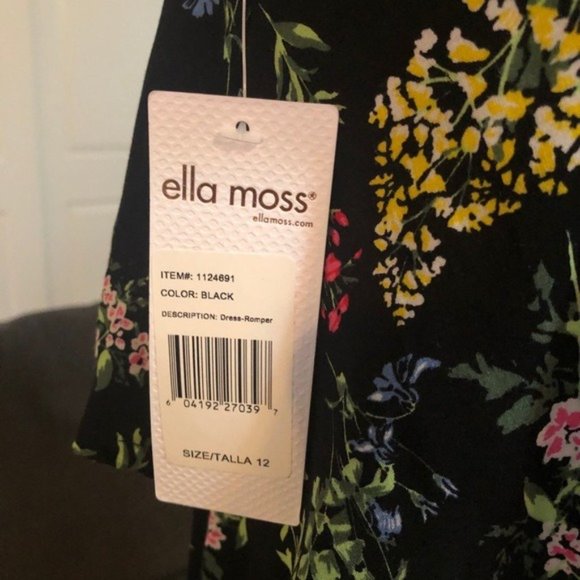 ella moss®
ellamoss.com
ITEM#: 1124691
COLOR: BLACK
DESCRIPTION: Dress-Romper
6 04192 27039 7
SIZE/TALLA 12